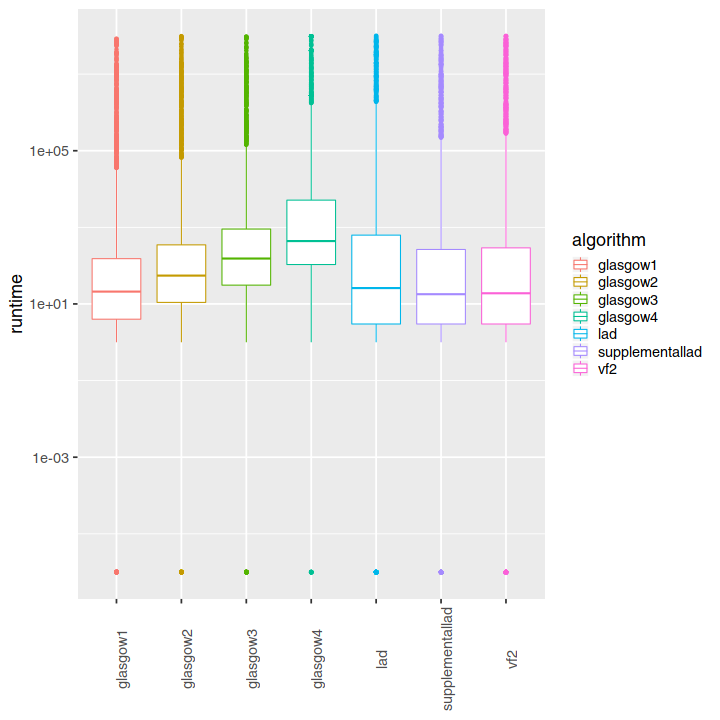 1e+05
1e+01
1e-03
runtime
glasgow1
glasgow2
glasgow3
glasgow4
lad
supplementallad
vf2
algorithm
glasgow1
glasgow2
glasgow3
glasgow4
lad
supplementallad
vf2